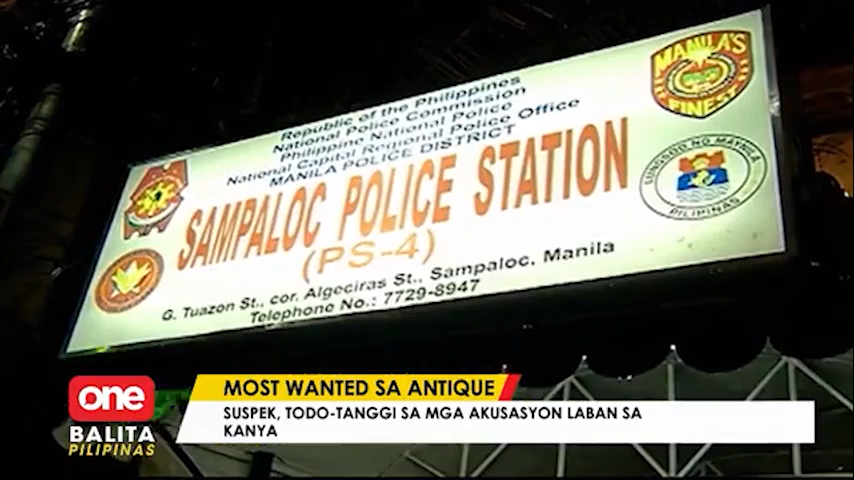 Republic of the Philippines
National Police Commission
Philippine National Police
National Capital Regional Police Office
MANILA POLICE DISTRICT
SAMPALOC POLICE STATION
(PS-4)
G. Tuazon St., cor. Algeciras St., Sampaloc, Manila
Telephone No.: 7729-8947
MANILA'S
FINEST
LUNGSOD NG MAYNILA
PILIPINAS
one
BALITA
PILIPINAS
MOST WANTED SA ANTIQUE
SUSPEK, TODO-TANGGI SA MGA AKUSASYON LABAN SA
KANYA